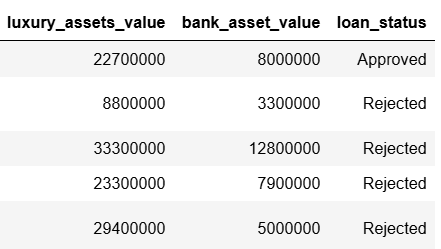 luxury_assets_value bank_asset_value loan_status
22700000 8000000 Approved
8800000 3300000 Rejected
33300000 12800000 Rejected
23300000 7900000 Rejected
29400000 5000000 Rejected